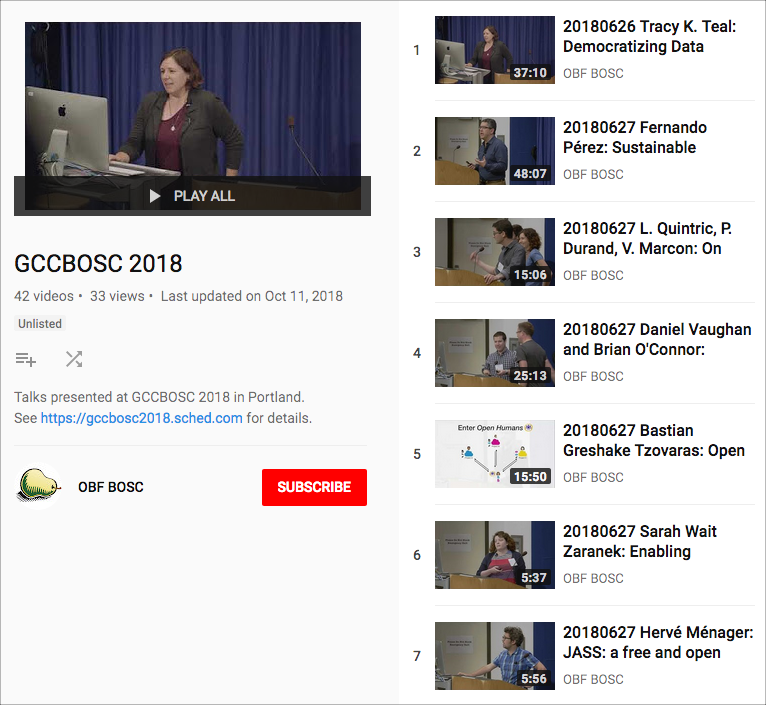 PLAY ALL
GCCBOSC 2018
42 videos • 33 views • Last updated on Oct 11, 2018
Unlisted
Talks presented at GCCBOSC 2018 in Portland.
See https://gccbosc2018.sched.com for details.
OBF BOSC
SUBSCRIBE
1
37:10
20180626 Tracy K. Teal:
Democratizing Data
OBF BOSC
2
48:07
20180627 Fernando
Pérez: Sustainable
OBF BOSC
3
15:06
20180627 L. Quintric, P.
Durand, V. Marcon: On
OBF BOSC
4
25:13
20180627 Daniel Vaughan
and Brian O'Connor:
OBF BOSC
5
Enter Open Humans
15:50
20180627 Bastian
Greshake Tzovaras: Open
OBF BOSC
6
5:37
20180627 Sarah Wait
Zaranek: Enabling
OBF BOSC
7
5:56
20180627 Hervé Ménager:
JASS: a free and open
OBF BOSC